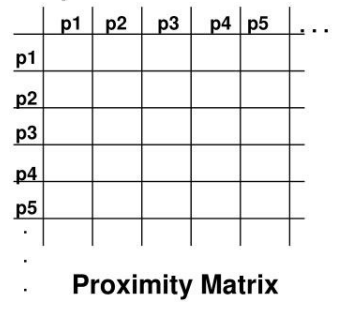 p1 p2 p3 p4 p5 ...
p1
p2
p3
p4
p5
.
.
.
Proximity Matrix